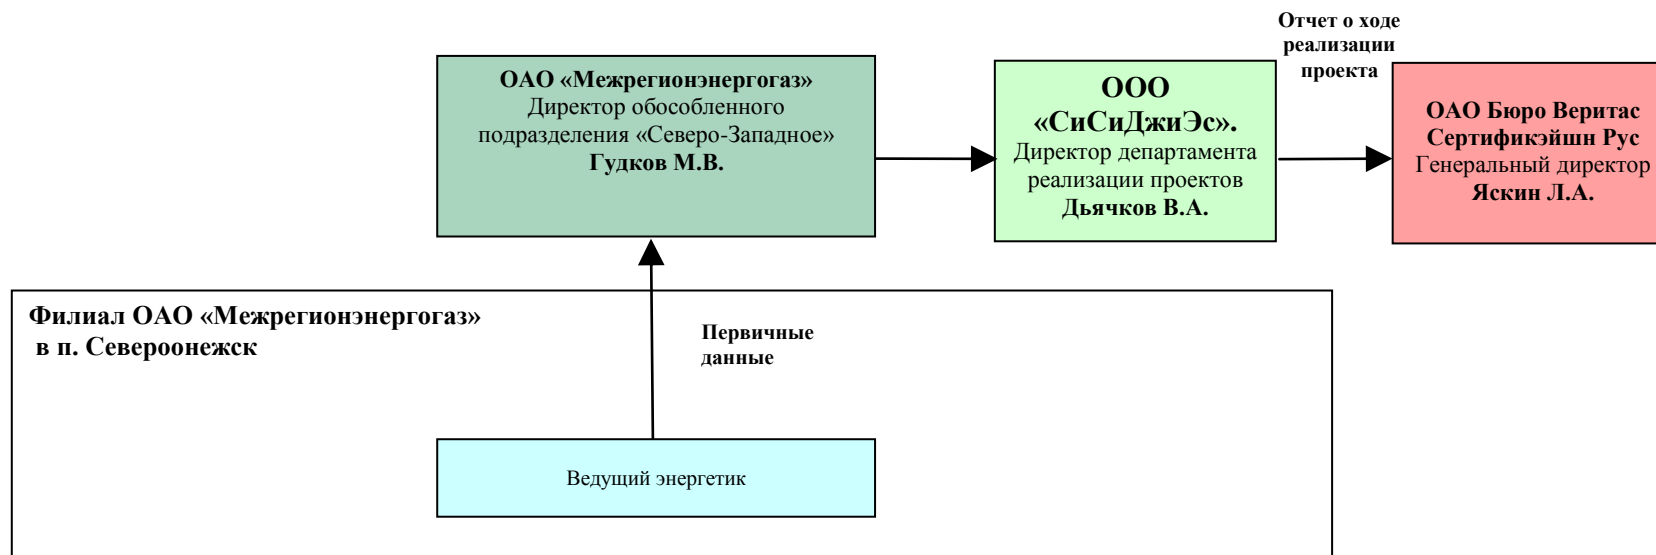 Отчет о ходе
реализации
проекта
ОАО «Межрегионэнергогаз»
Директор обособленного
подразделения «Северо-Западное»
Гудков М.В.
ООО
«СиСиДжиЭс».
Директор департамента
реализации проектов
Дьячков В.А.
ОАО Бюро Веритас
Сертификэйшн Рус
Генеральный директор
Яскин Л.А.
Филиал ОАО «Межрегионэнергогаз»
в п. Североонежск
Первичные
данные
Ведущий энергетик